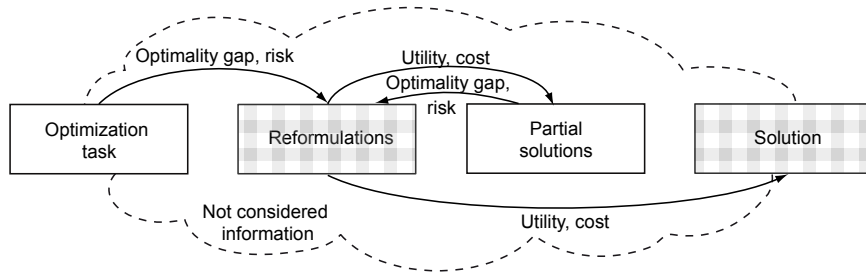 Optimality gap, risk
Utility, cost
Optimality gap,
risk
Optimization
task
Reformulations
Partial
solutions
Solution
Not considered
information
Utility, cost